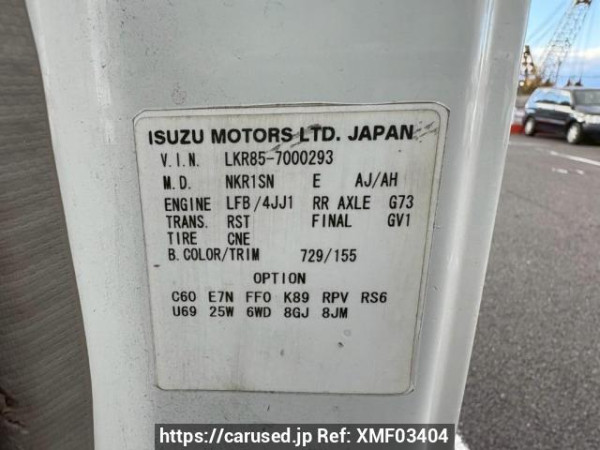 ISUZU MOTORS LTD. JAPAN
V.I.N. LKR85-7000293
M.D. NKR1SN E AJ/AH
ENGINE LFB/4JJ1 RR AXLE G73
TRANS. RST FINAL GV1
TIRE CNE
B.COLOR/TRIM 729/155
OPTION
C60 E7N FF0 K89 RPV RS6
U69 25W 6WD 8GJ 8JM
https://carused.jp Ref: XMF03404